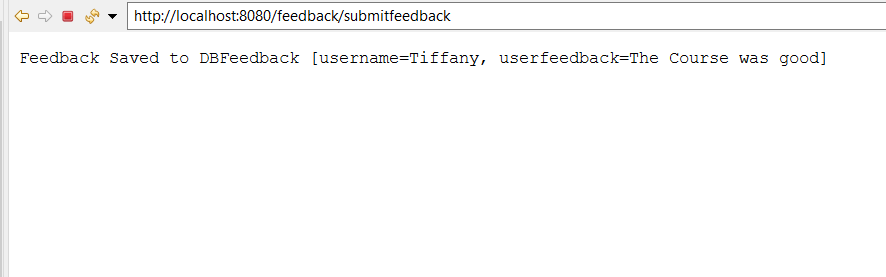 http://localhost:8080/feedback/submitfeedback
Feedback Saved to DBFeedback [username=Tiffany, userfeedback=The Course was good]